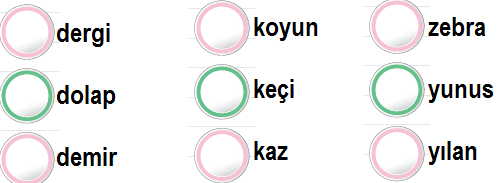 dergi koyun zebra
dolap keçi yunus
demir kaz yılan